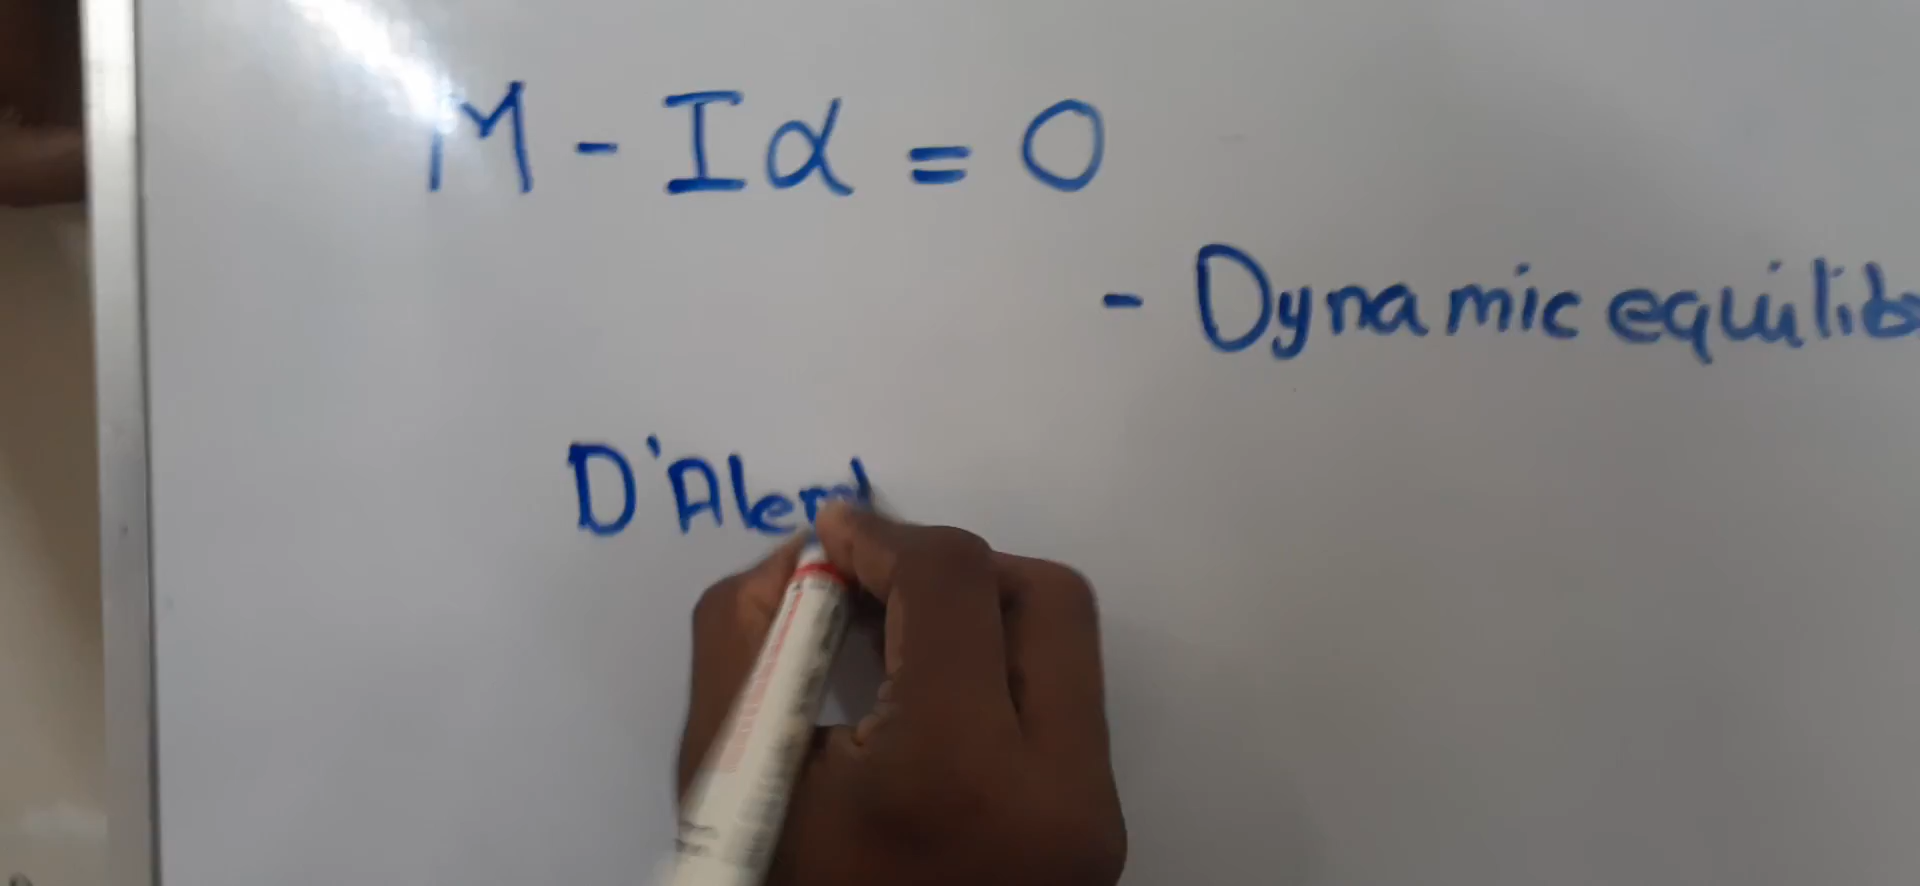 M - Iα = 0
- Dynamic equilib
D'Alem